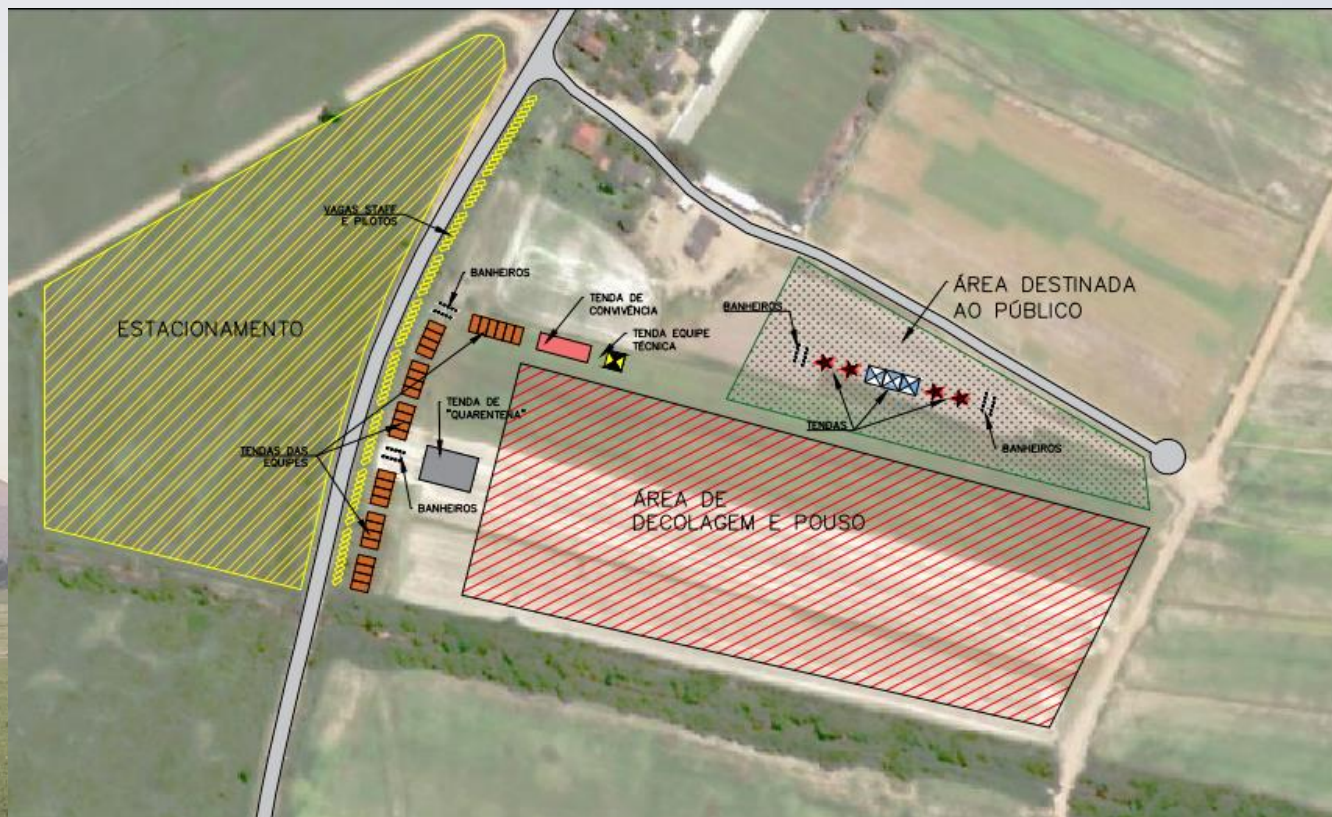 VAGAS STAFF
E PILOTOS
BANHEIROS
ESTACIONAMENTO
TENDA DE
CONVIVÊNCIA
TENDA EQUIPE
TÉCNICA
BANHEIROS
ÁREA DESTINADA
AO PÚBLICO
TENDA DE
"QUARENTENA"
TENDAS DAS
EQUIPES
BANHEIROS
TENDAS
BANHEIROS
ÁREA DE
DECOLAGEM E POUSO